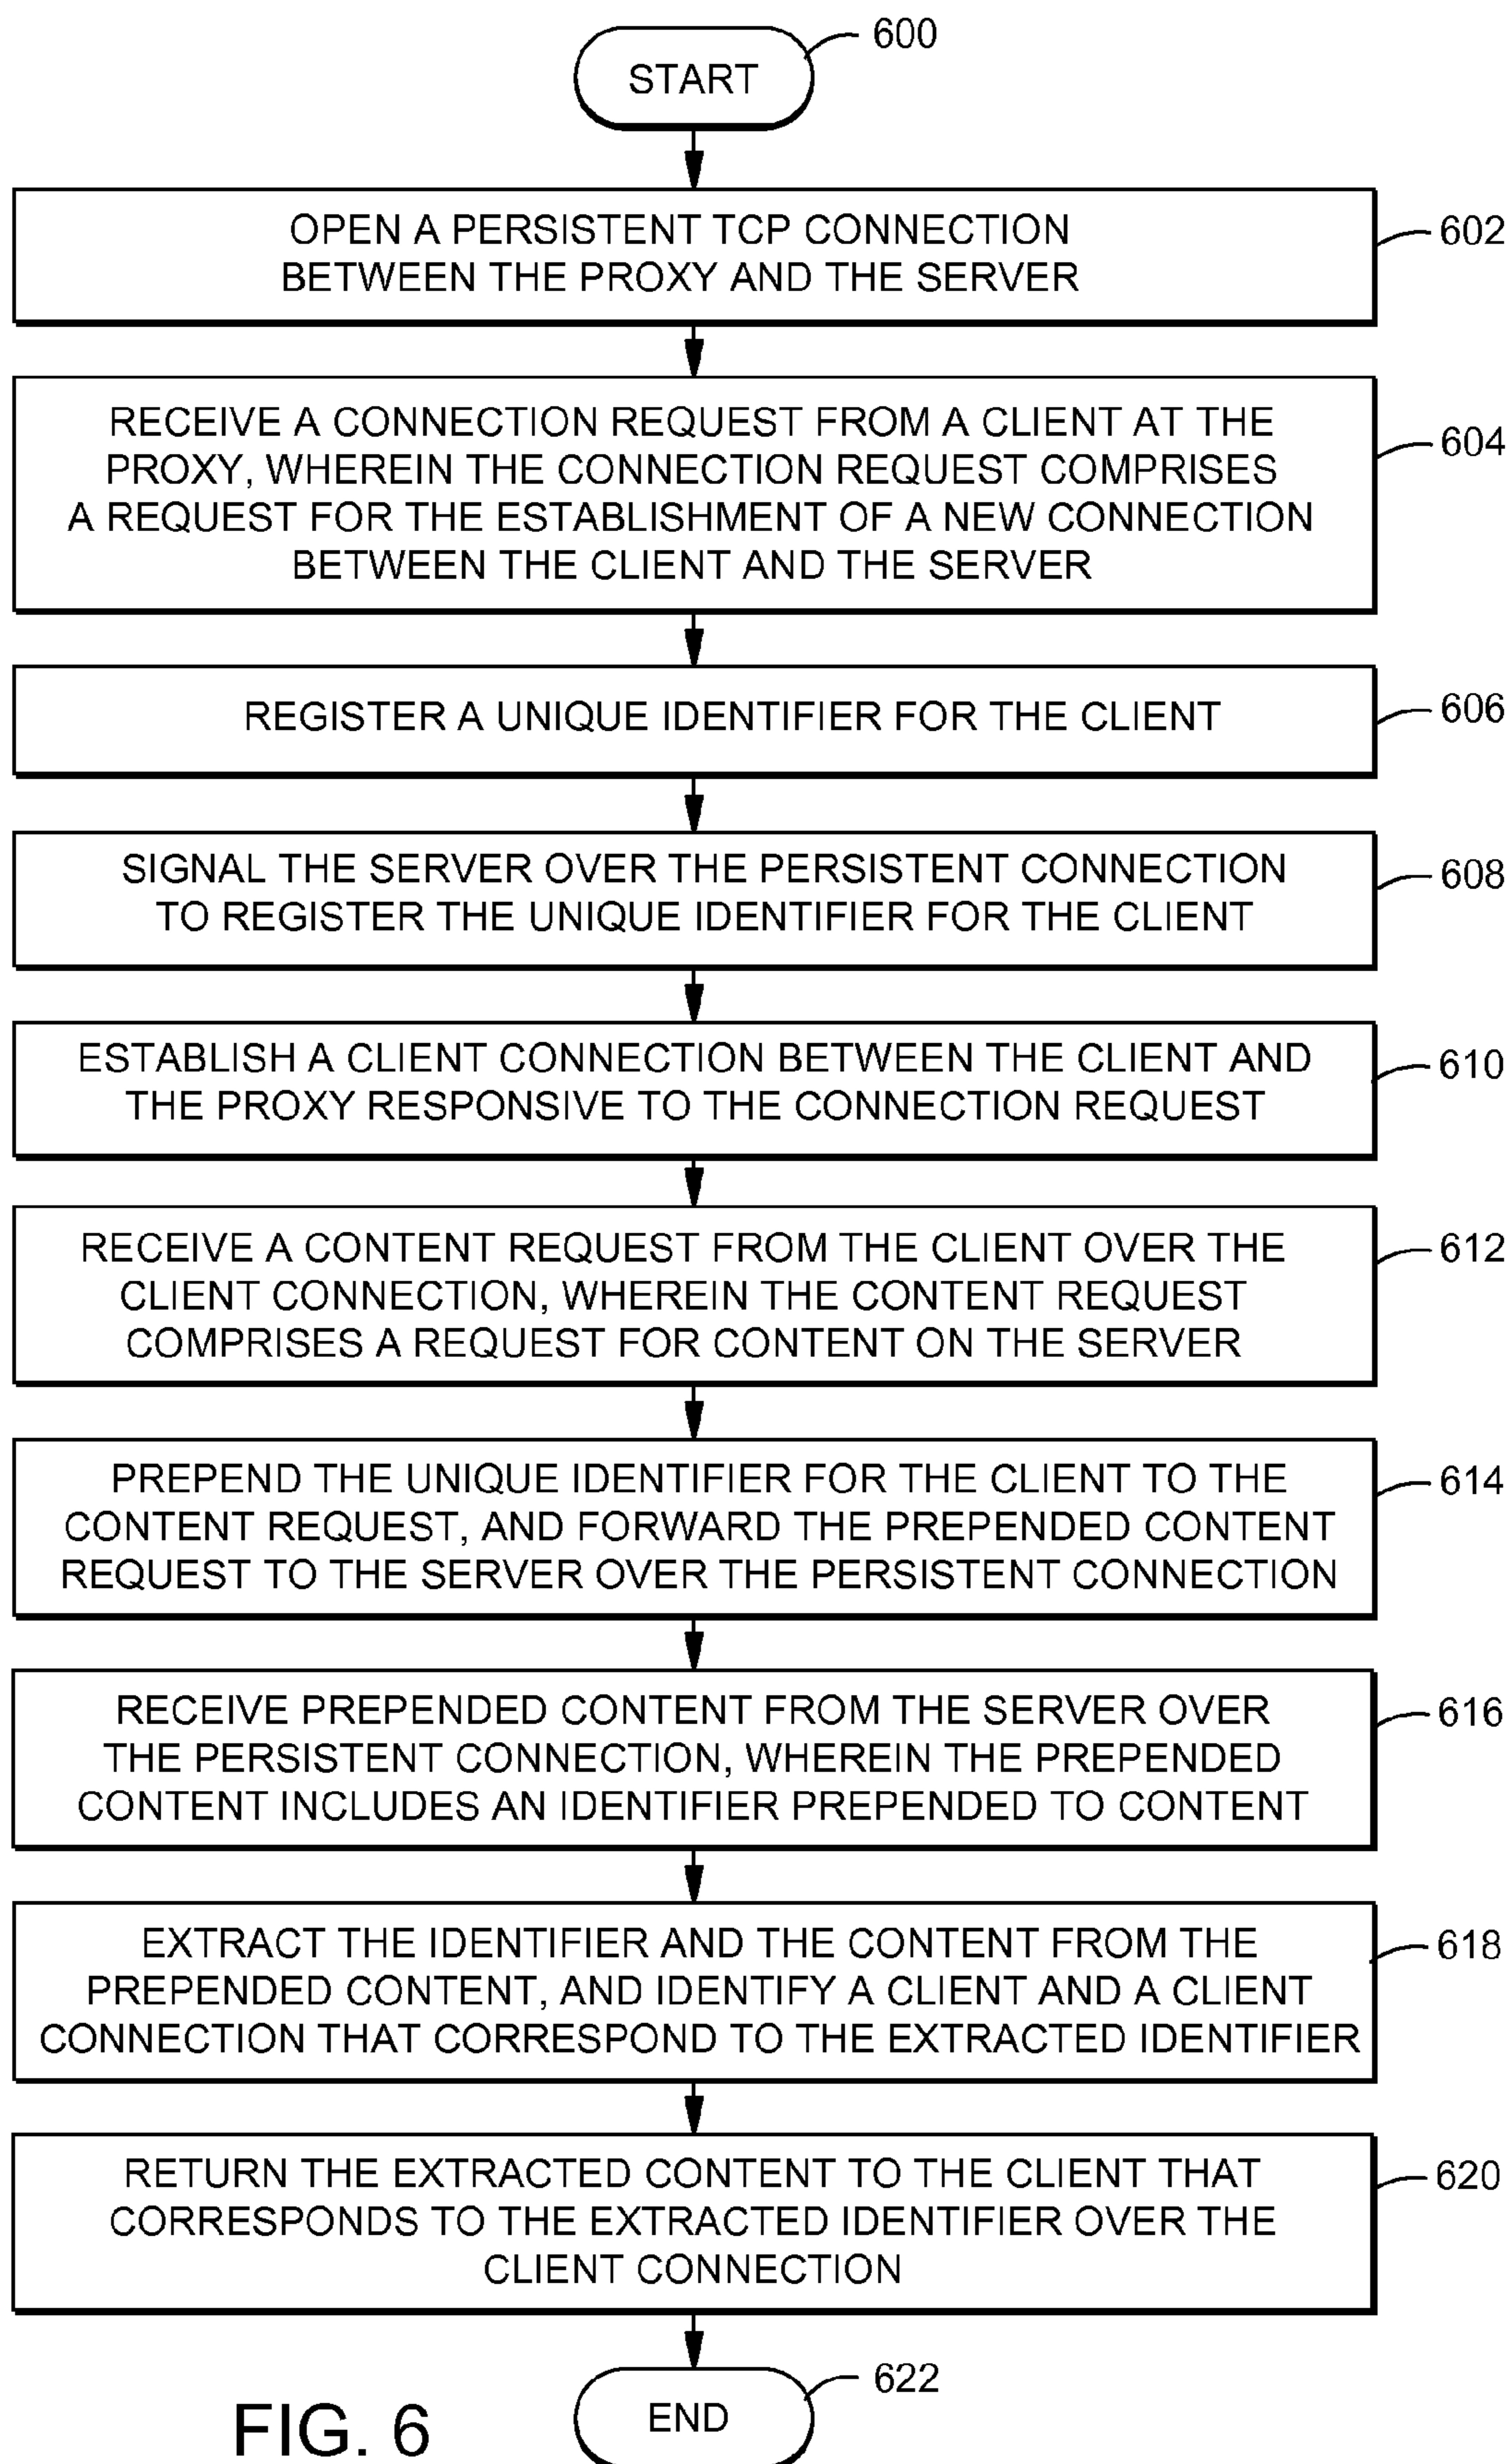 600
START
OPEN A PERSISTENT TCP CONNECTION
BETWEEN THE PROXY AND THE SERVER
602
RECEIVE A CONNECTION REQUEST FROM A CLIENT AT THE
PROXY, WHEREIN THE CONNECTION REQUEST COMPRISES
A REQUEST FOR THE ESTABLISHMENT OF A NEW CONNECTION
BETWEEN THE CLIENT AND THE SERVER
604
REGISTER A UNIQUE IDENTIFIER FOR THE CLIENT
606
SIGNAL THE SERVER OVER THE PERSISTENT CONNECTION
TO REGISTER THE UNIQUE IDENTIFIER FOR THE CLIENT
608
ESTABLISH A CLIENT CONNECTION BETWEEN THE CLIENT AND
THE PROXY RESPONSIVE TO THE CONNECTION REQUEST
610
RECEIVE A CONTENT REQUEST FROM THE CLIENT OVER THE
CLIENT CONNECTION, WHEREIN THE CONTENT REQUEST
COMPRISES A REQUEST FOR CONTENT ON THE SERVER
612
PREPEND THE UNIQUE IDENTIFIER FOR THE CLIENT TO THE
CONTENT REQUEST, AND FORWARD THE PREPENDED CONTENT
REQUEST TO THE SERVER OVER THE PERSISTENT CONNECTION
614
RECEIVE PREPENDED CONTENT FROM THE SERVER OVER
THE PERSISTENT CONNECTION, WHEREIN THE PREPENDED
CONTENT INCLUDES AN IDENTIFIER PREPENDED TO CONTENT
616
EXTRACT THE IDENTIFIER AND THE CONTENT FROM THE
PREPENDED CONTENT, AND IDENTIFY A CLIENT AND A CLIENT
CONNECTION THAT CORRESPOND TO THE EXTRACTED IDENTIFIER
618
RETURN THE EXTRACTED CONTENT TO THE CLIENT THAT
CORRESPONDS TO THE EXTRACTED IDENTIFIER OVER THE
CLIENT CONNECTION
620
622
END
FIG. 6